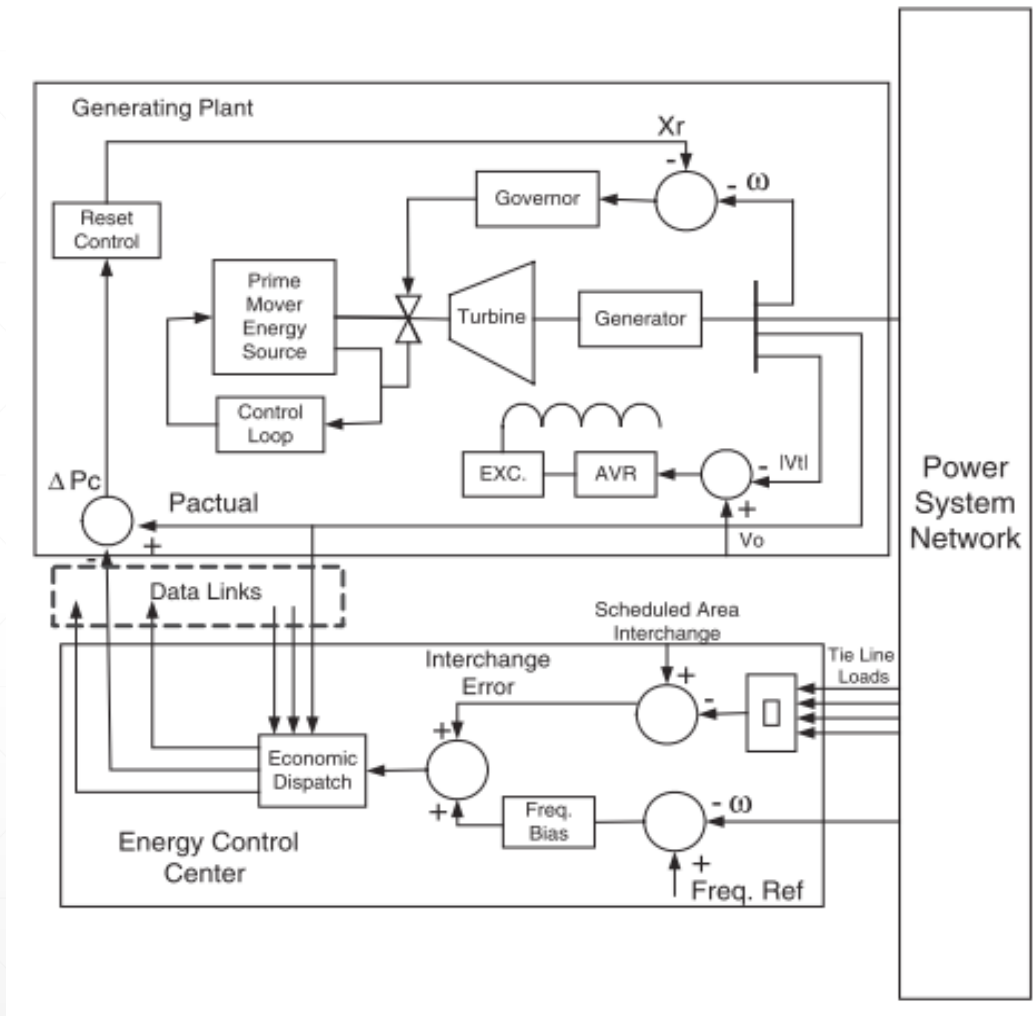 Generating Plant
Xr
-
- ω
Governor
Reset
Control
Prime
Mover
Energy
Source
Turbine
Generator
Control
Loop
EXC.
AVR
- |Vt|
+
Vo
Δ Pc
Pactual
+
-
Power
System
Network
Data Links
Scheduled Area
Interchange
Interchange
Error
+
-
Tie Line
Loads
+
+
Economic
Dispatch
Freq.
Bias
- ω
+
Freq. Ref
Energy Control
Center